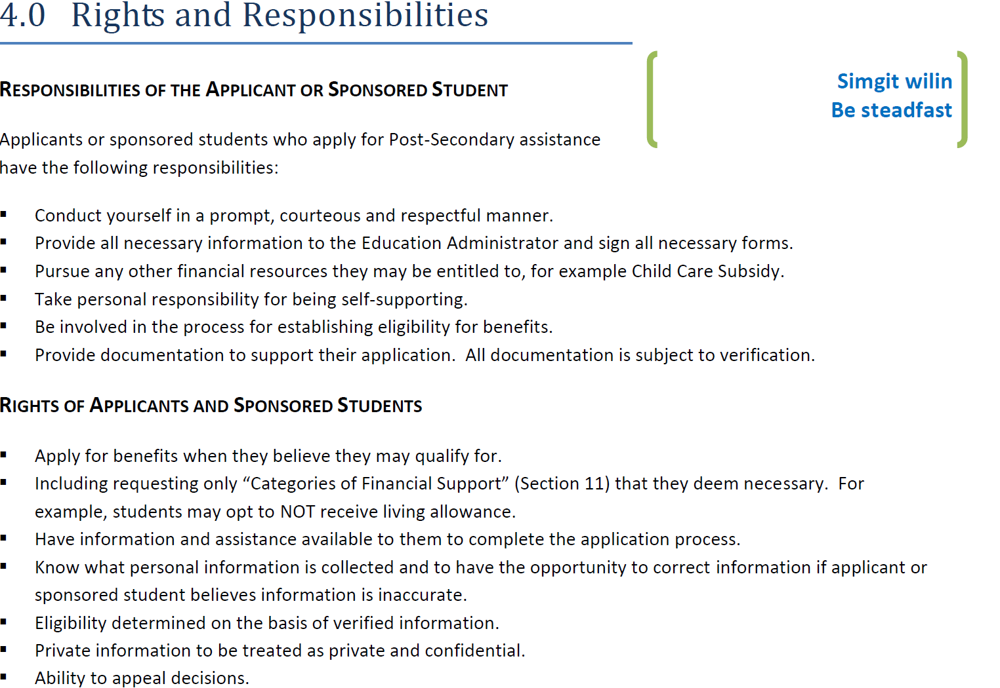 4.0 Rights and Responsibilities
RESPONSIBILITIES OF THE APPLICANT OR SPONSORED STUDENT
Simgit wilin
Be steadfast
Applicants or sponsored students who apply for Post-Secondary assistance
have the following responsibilities:
▪ Conduct yourself in a prompt, courteous and respectful manner.
▪ Provide all necessary information to the Education Administrator and sign all necessary forms.
▪ Pursue any other financial resources they may be entitled to, for example Child Care Subsidy.
▪ Take personal responsibility for being self-supporting.
▪ Be involved in the process for establishing eligibility for benefits.
▪ Provide documentation to support their application.  All documentation is subject to verification.
RIGHTS OF APPLICANTS AND SPONSORED STUDENTS
▪ Apply for benefits when they believe they may qualify for.
▪ Including requesting only “Categories of Financial Support” (Section 11) that they deem necessary.  For
example, students may opt to NOT receive living allowance.
▪ Have information and assistance available to them to complete the application process.
▪ Know what personal information is collected and to have the opportunity to correct information if applicant or
sponsored student believes information is inaccurate.
▪ Eligibility determined on the basis of verified information.
▪ Private information to be treated as private and confidential.
▪ Ability to appeal decisions.